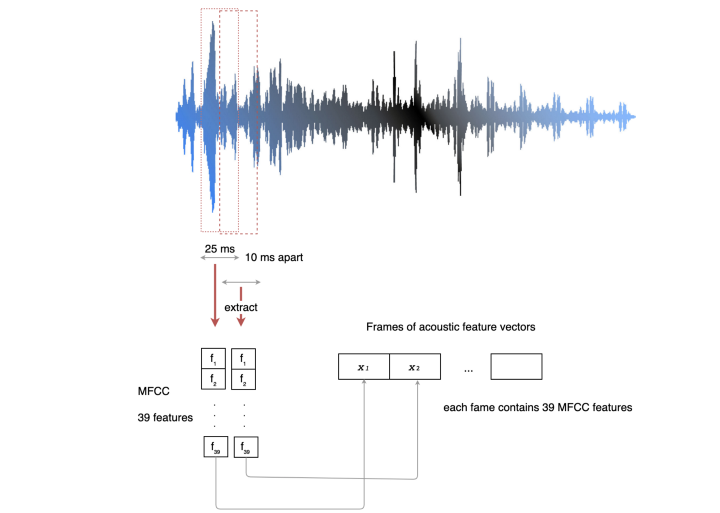 25 ms
10 ms apart
extract
Frames of acoustic feature vectors
f1 f1
f2 f2
x1 x2 ...
MFCC
each fame contains 39 MFCC features
39 features
f39 f39